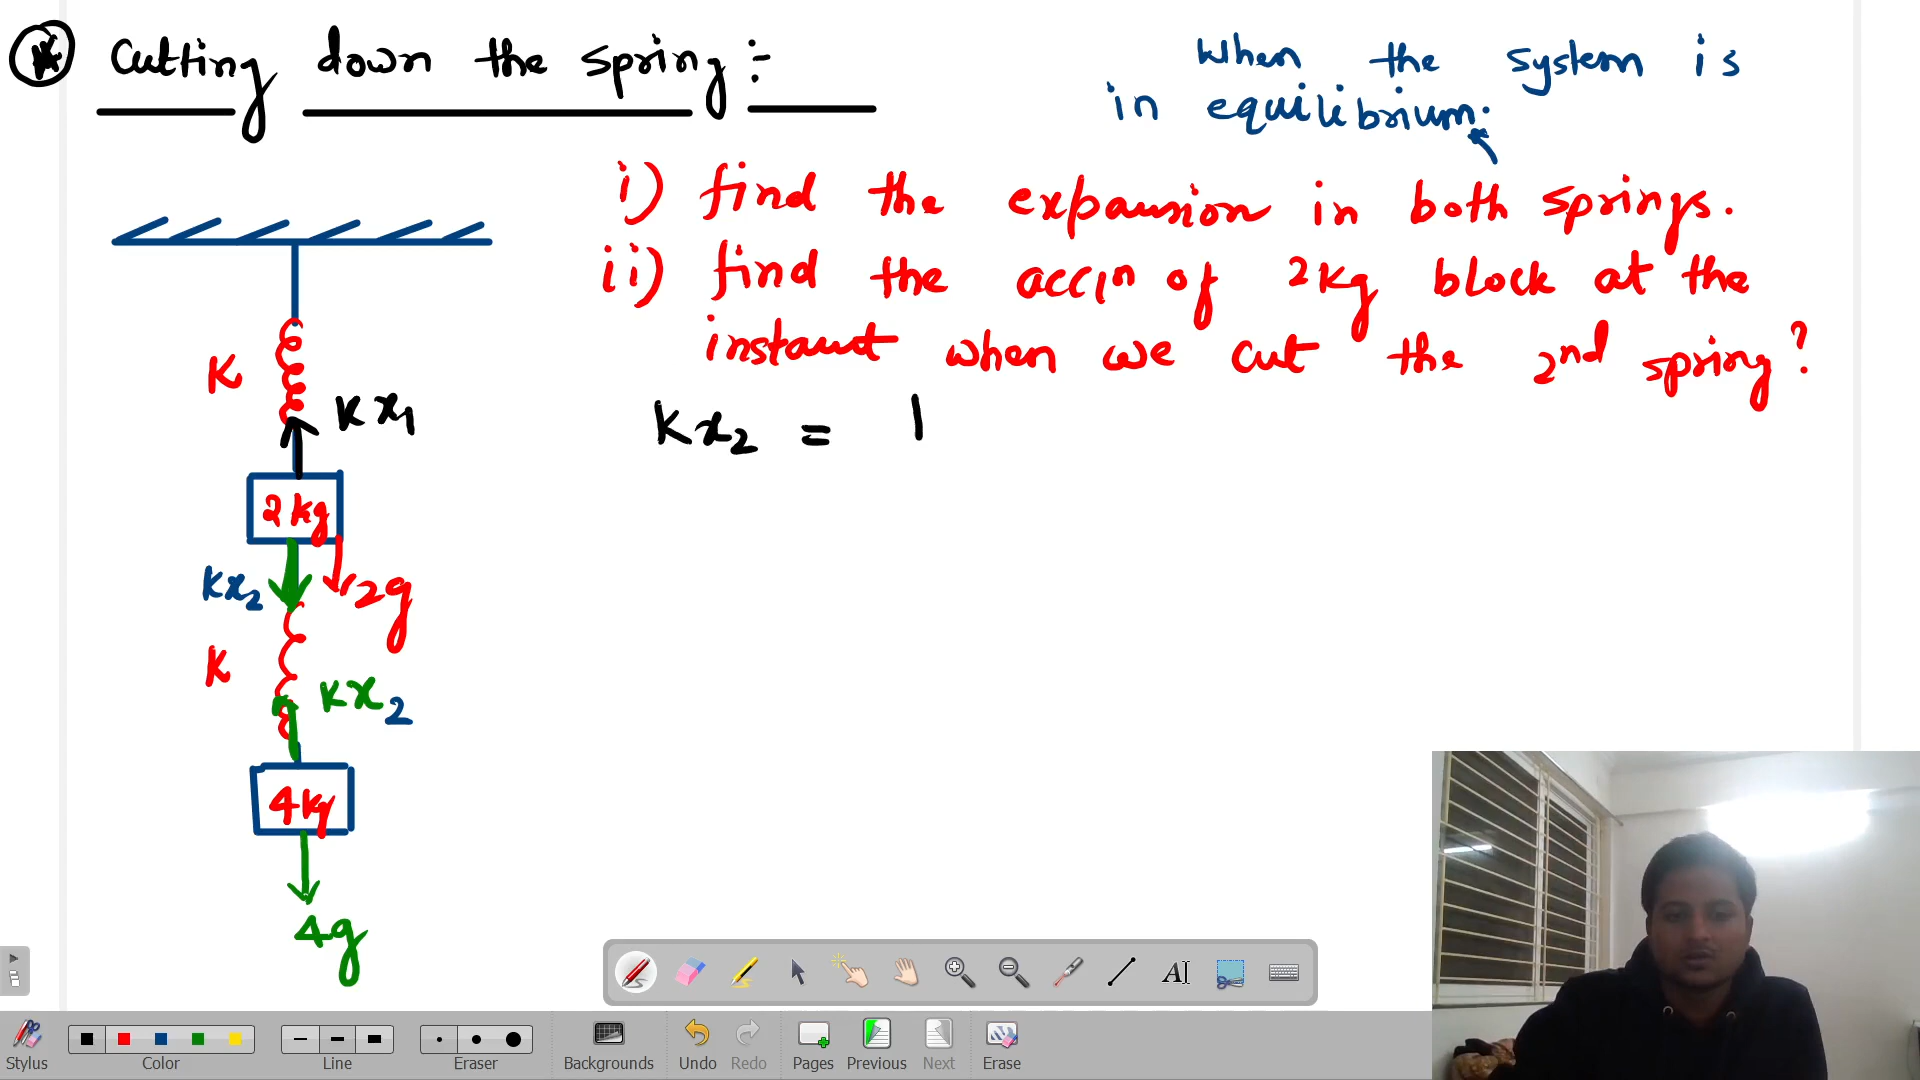 Cutting down the spring :-
When the system is
in equilibrium.
i) find the expansion in both springs.
ii) find the accln of 2kg block at the
instant when we cut the 2nd spring?
K
Kx1
Kx2 =
2 kg
Kx2
2g
K
Kx2
4kg
4g
Stylus
Color
Line
Eraser
Backgrounds
Undo
Redo
Pages
Previous
Next
Erase